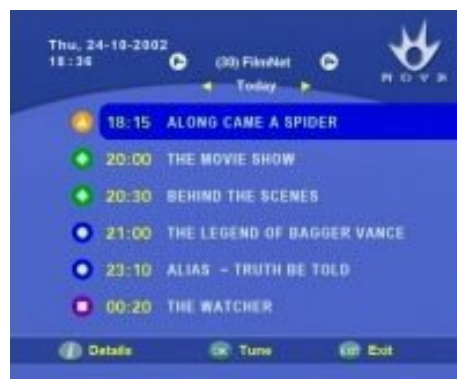 Thu, 24-10-2002
18:36
(30) FilmNet
Today
NOVA
18:15 ALONG CAME A SPIDER
20:00 THE MOVIE SHOW
20:30 BEHIND THE SCENES
21:00 THE LEGEND OF BAGGER VANCE
23:10 ALIAS - TRUTH BE TOLD
00:20 THE WATCHER
i Details
OK Tune
EXIT Exit